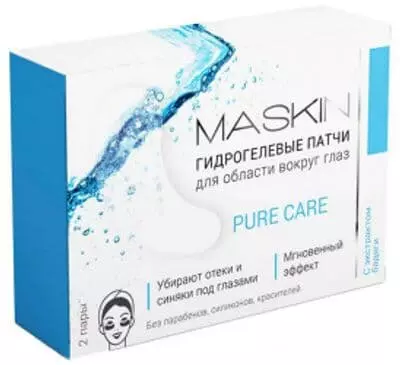 MASKIN
ГИДРОГЕЛЕВЫЕ ПАТЧИ
для области вокруг глаз
PURE CARE
Убирают отеки и
синяки под глазами
Мгновенный
эффект
Без парабенов, силиконов, красителей.
2 пары
С экстрактом
бадяги